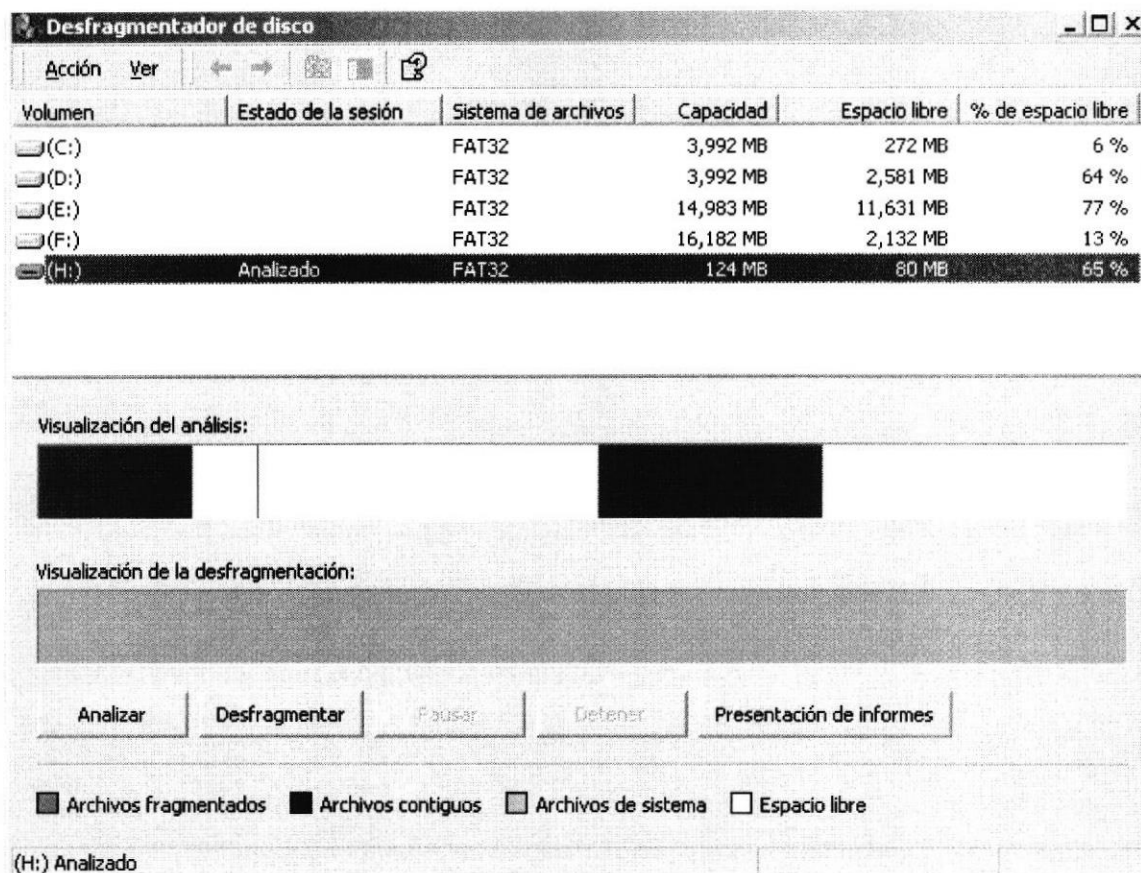 Desfragmentador de disco
Acción Ver
Volumen Estado de la sesión Sistema de archivos Capacidad Espacio libre % de espacio libre
(C:) FAT32 3,992 MB 272 MB 6 %
(D:) FAT32 3,992 MB 2,581 MB 64 %
(E:) FAT32 14,983 MB 11,631 MB 77 %
(F:) FAT32 16,182 MB 2,132 MB 13 %
(H:) Analizado FAT32 124 MB 80 MB 65 %
Visualización del análisis:
Visualización de la desfragmentación:
Analizar Desfragmentar Pausar Detener Presentación de informes
Archivos fragmentados Archivos contiguos Archivos de sistema Espacio libre
(H:) Analizado